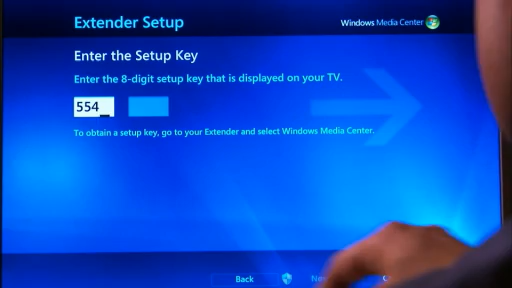 Extender Setup
Windows Media Center
Enter the Setup Key
Enter the 8-digit setup key that is displayed on your TV.
554
To obtain a setup key, go to your Extender and select Windows Media Center.
Back